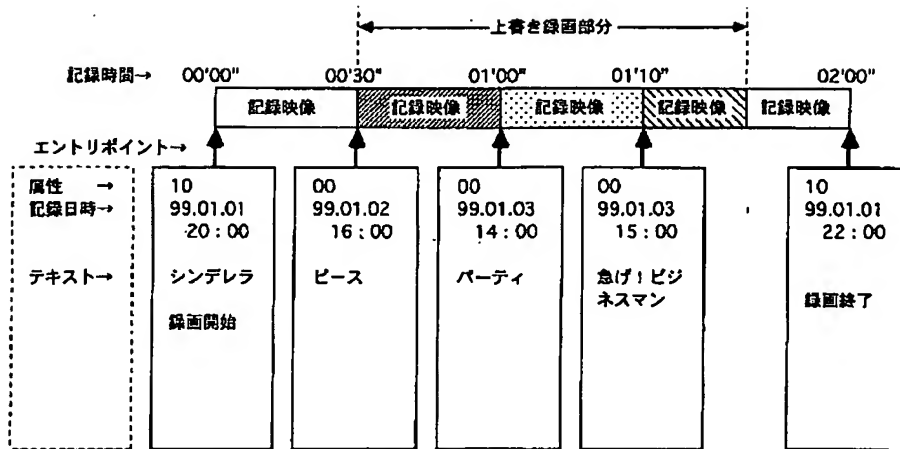 上書き録画部分
記録時間→ 00'00" 00'30" 01'00" 01'10" 02'00"
記録映像 記録映像 記録映像 記録映像 記録映像
エントリポイント→
属性 → 10 00 00 00 10
記録日時→ 99.01.01 99.01.02 99.01.03 99.01.03 99.01.01
20:00 16:00 14:00 15:00 22:00
テキスト→ シンデレラ ピース パーティ 急げ!ビジ
ネスマン 録画終了
録画開始